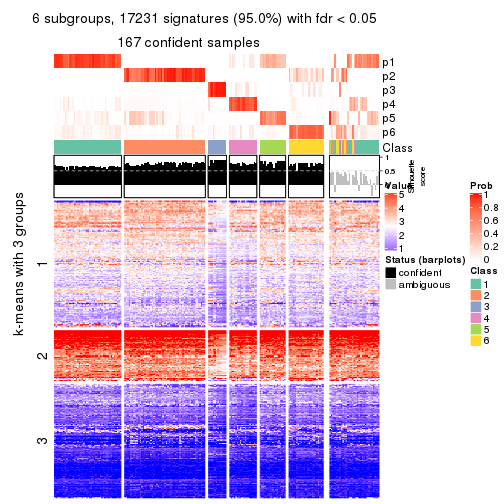 6 subgroups, 17231 signatures (95.0%) with fdr < 0.05
167 confident samples
p1
p2
p3
p4
p5
p6
Class
1
0.5
0
Silhouette
score
k-means with 3 groups
1
2
3
Value
5
4
3
2
1
Status (barplots)
confident
ambiguous
Prob
1
0.8
0.6
0.4
0.2
0
Class
1
2
3
4
5
6